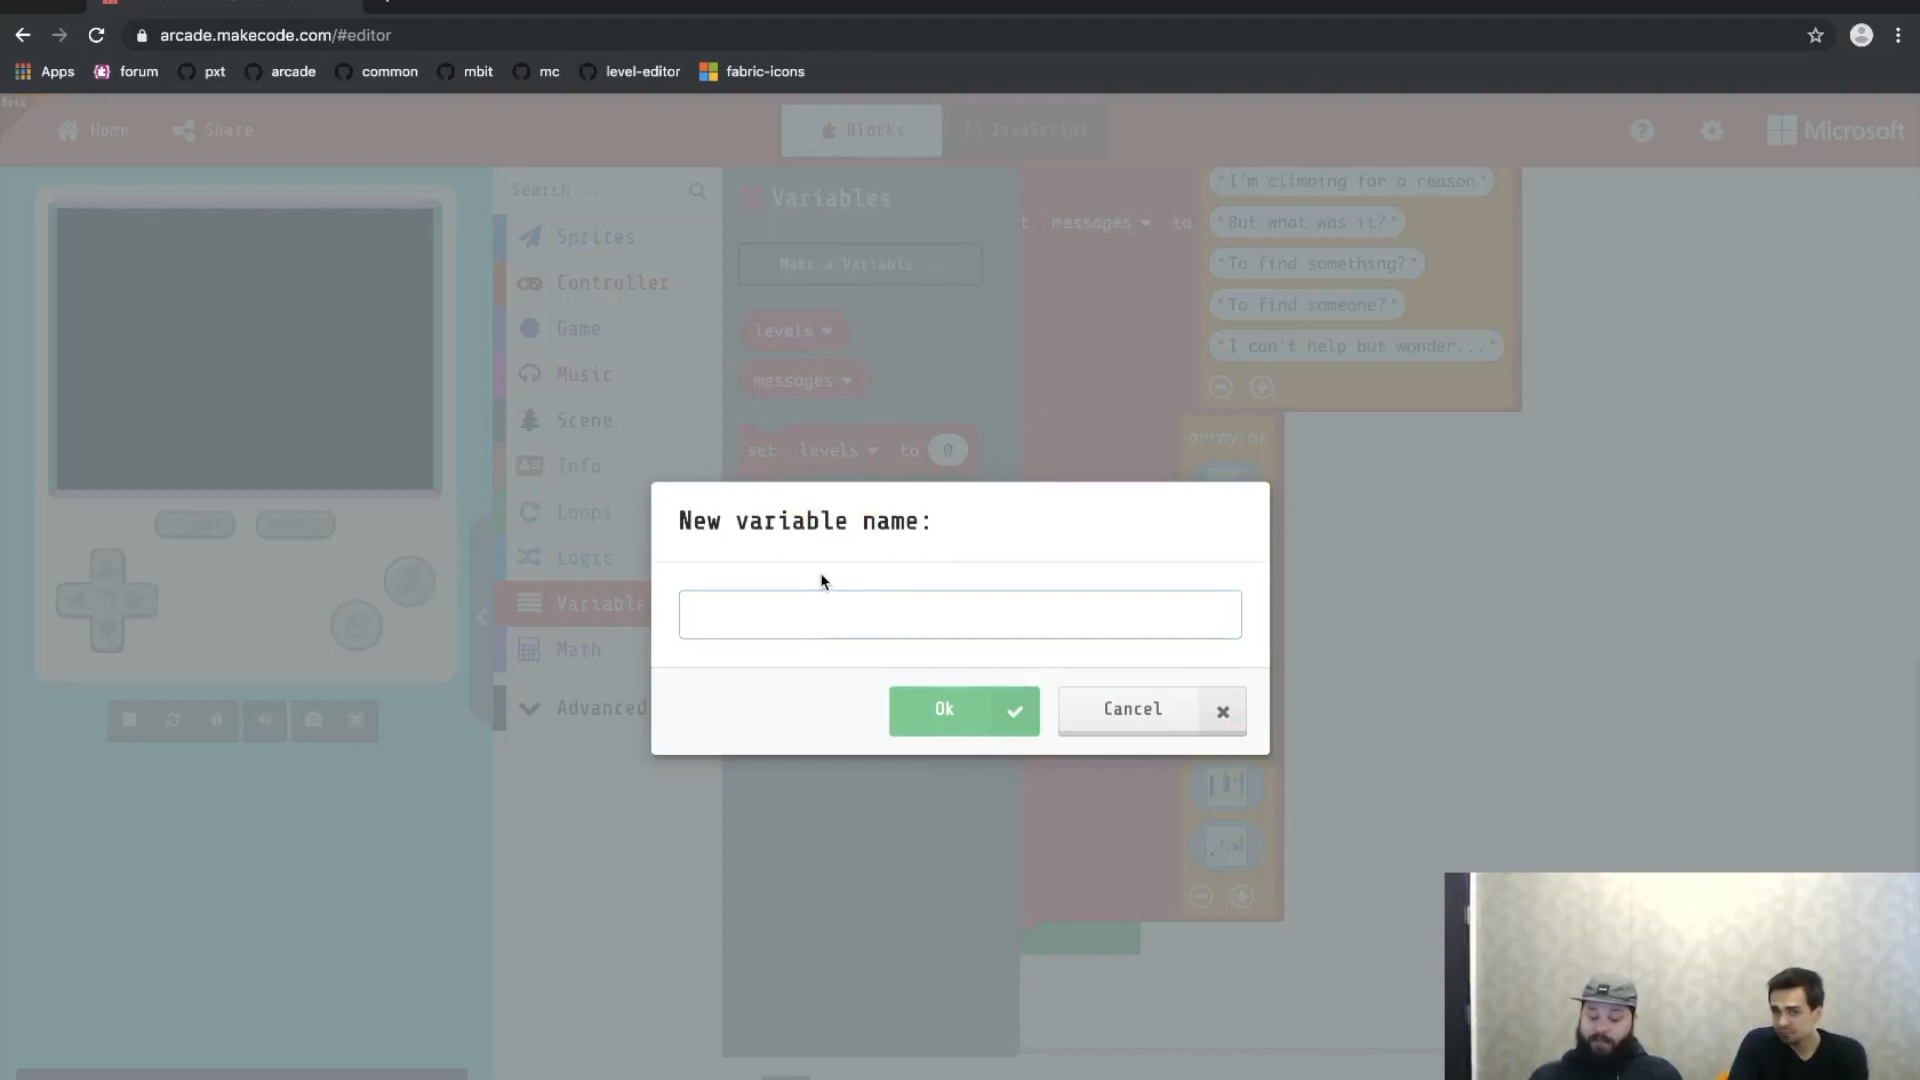 arcade.makecode.com/#editor
Apps
forum
pxt
arcade
common
mbit
mc
level-editor
fabric-icons
Beta
Home
Share
Blocks
{} JavaScript
Microsoft
Search...
Sprites
Controller
Game
Music
Scene
Info
Loops
Logic
Variable
Math
Advanced
Variables
Make a Variable...
levels
messages
set levels to 0
t messages to
"I'm climbing for a reason"
"But what was it?"
"To find something?"
"To find someone?"
"I can't help but wonder..."
array of
New variable name:
Ok
Cancel
A
B